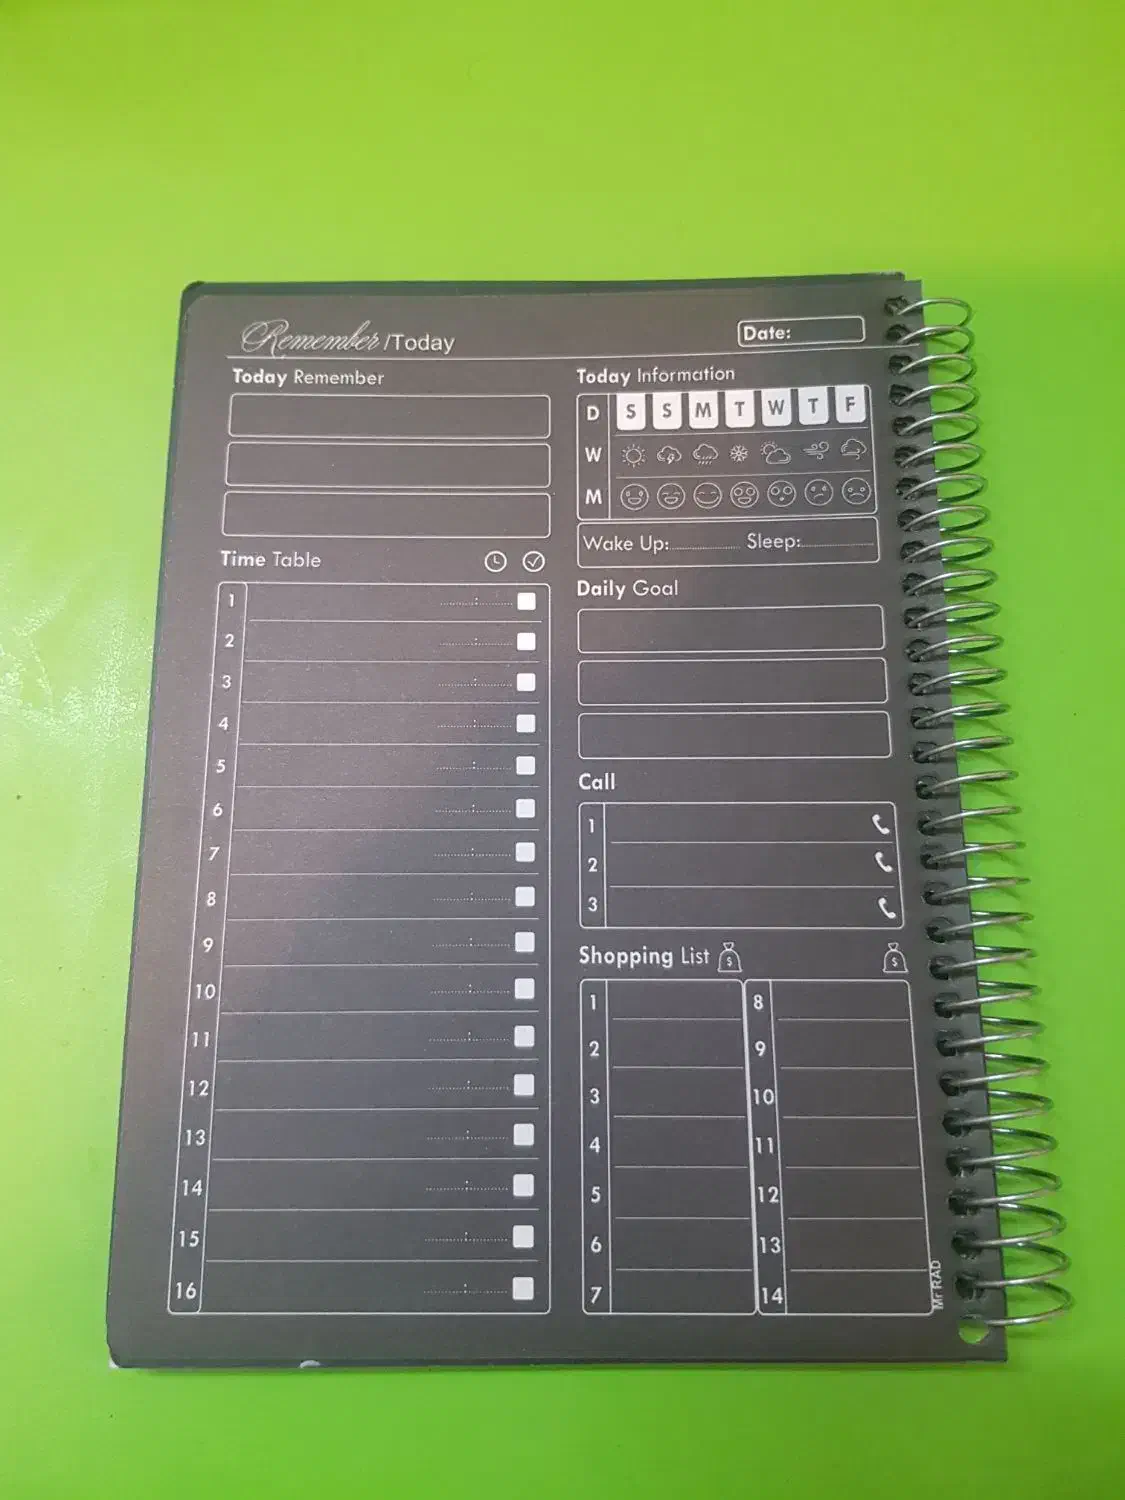 Remember/Today
Date:
Today Remember
Time Table
1 :
2 :
3 :
4 :
5 :
6 :
7 :
8 :
9 :
10 :
11 :
12 :
13 :
14 :
15 :
16 :
Today Information
D S S M T W T F
W
M
Wake Up: Sleep:
Daily Goal
Call
1
2
3
Shopping List $ $
1 8
2 9
3 10
4 11
5 12
6 13
7 14
Mr RAD